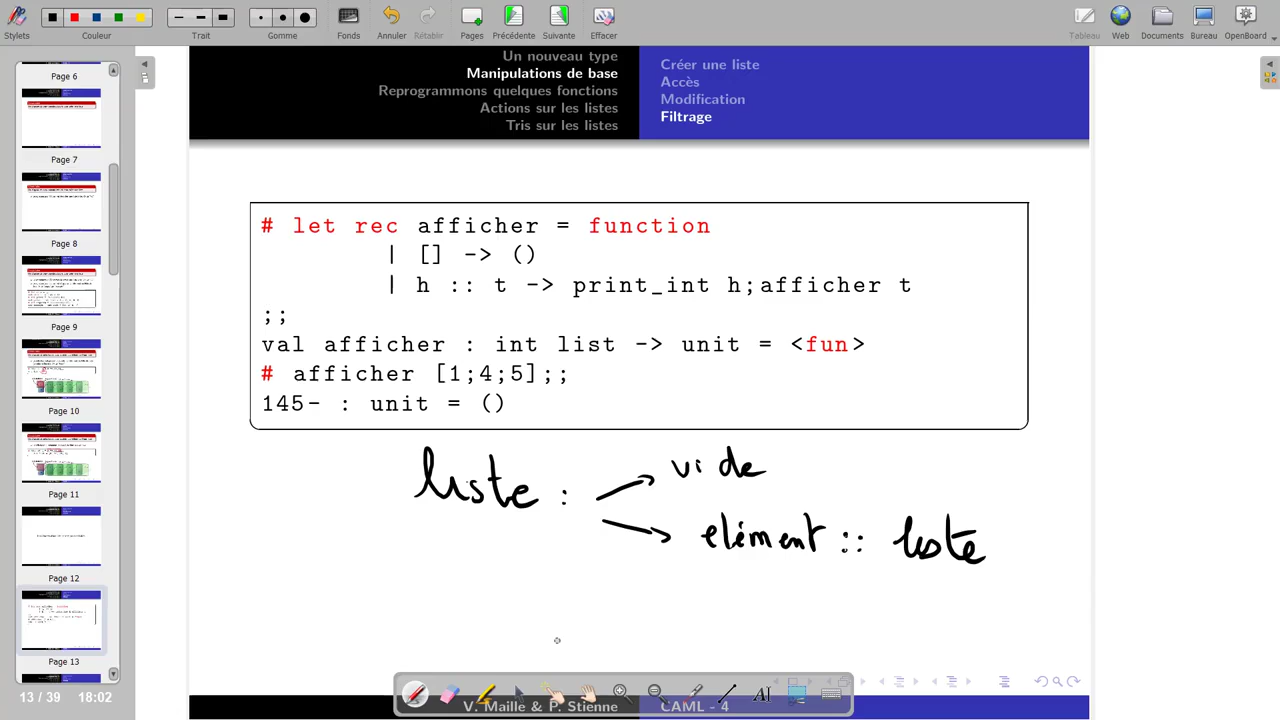 Stylets Couleur Gomme Fonds Annuler Rétablir Pages Précédente Suivante Effacer Tableau Web Documents Bureau OpenBoard
Page 6
Page 7
Page 8
Page 9
Page 10
Page 11
Page 12
Page 13
13 / 39 18:02
Un nouveau type
Manipulations de base
Reprogrammons quelques fonctions
Actions sur les listes
Tris sur les listes
Créer une liste
Accès
Modification
Filtrage
# let rec afficher = function
| [] -> ()
| h :: t -> print_int h;afficher t
;;
val afficher : int list -> unit = <fun>
# afficher [1;4;5];;
145- : unit = ()
liste : → vide
→ elément :: liste
AI
V. Maille & P. Stienne CAML - 4